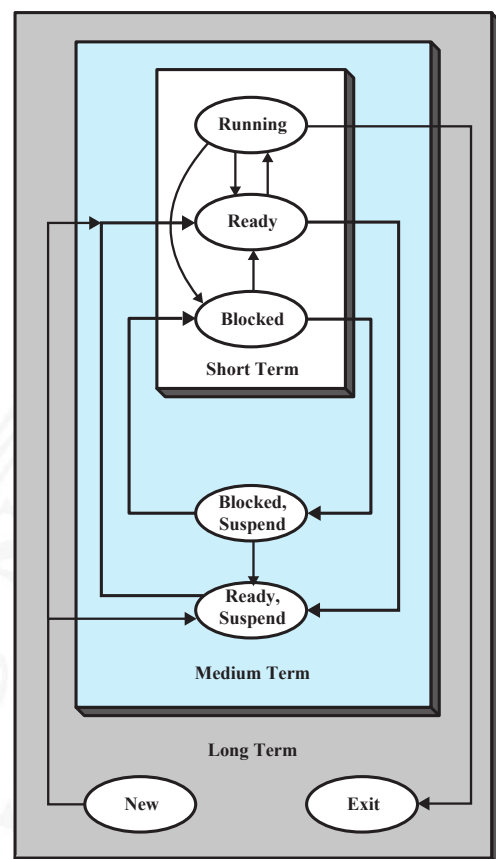 Running
Ready
Blocked
Short Term
Blocked,
Suspend
Ready,
Suspend
Medium Term
Long Term
New
Exit